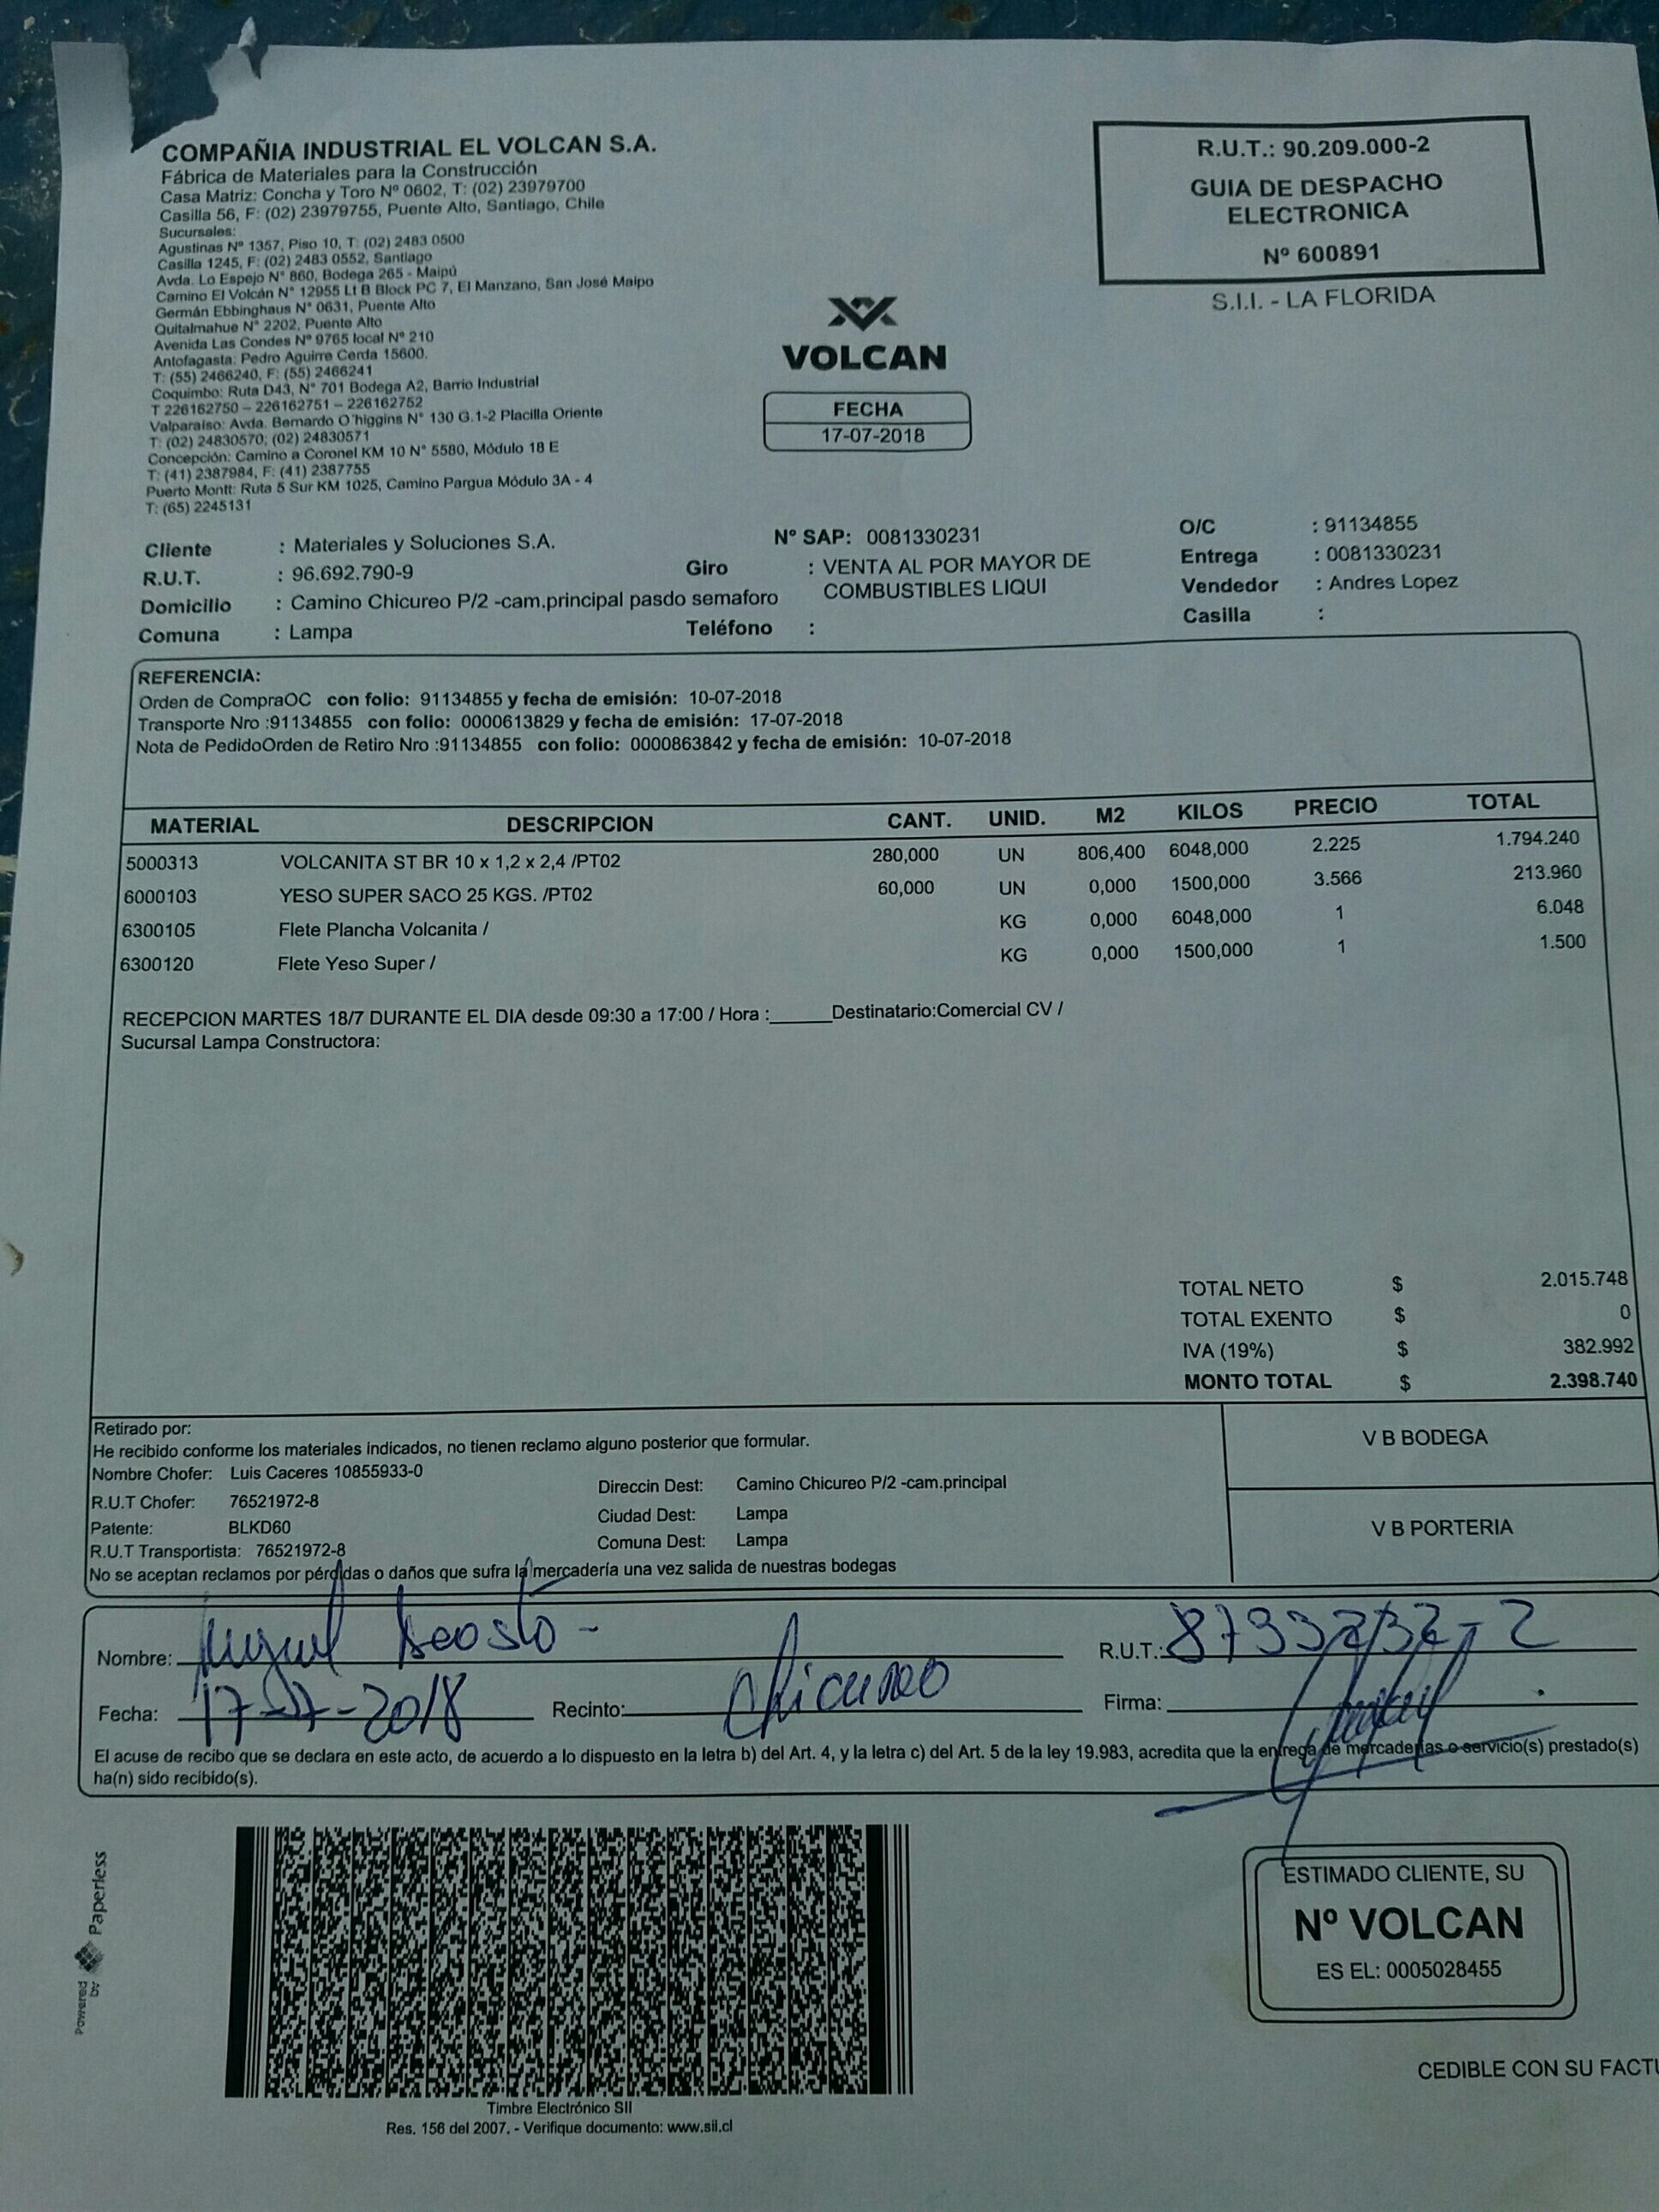 COMPAÑIA INDUSTRIAL EL VOLCAN S.A.
Fábrica de Materiales para la Construcción
Casa Matriz: Concha y Toro Nº 0602, T: (02) 23979700
Casilla 56, F: (02) 23979755, Puente Alto, Santiago, Chile
Sucursales:
Agustinas Nº 1357, Piso 10, T: (02) 2483 0500
Casilla 1245, F: (02) 2483 0552, Santiago
Avda. Lo Espejo N° 860, Bodega 265 - Maipú
Camino El Volcán N° 12955 Lt B Block PC 7, El Manzano, San José Maipo
Germán Ebbinghaus N° 0631, Puente Alto
Quitalmahue N° 2202, Puente Alto
Avenida Las Condes Nº 9765 local Nº 210
Antofagasta: Pedro Aguirre Cerda 15600.
T: (55) 2466240, F: (55) 2466241
Coquimbo: Ruta D43, N° 701 Bodega A2, Barrio Industrial
T 226162750 – 226162751 – 226162752
Valparaíso: Avda. Bernardo O'higgins N° 130 G.1-2 Placilla Oriente
T: (02) 24830570; (02) 24830571
Concepción: Camino a Coronel KM 10 N° 5580, Módulo 18 E
T: (41) 2387984, F: (41) 2387755
Puerto Montt: Ruta 5 Sur KM 1025, Camino Pargua Módulo 3A - 4
T: (65) 2245131
R.U.T.: 90.209.000-2
GUIA DE DESPACHO
ELECTRONICA
Nº 600891
S.I.I. - LA FLORIDA
VOLCAN
FECHA
17-07-2018
Cliente : Materiales y Soluciones S.A. Nº SAP: 0081330231 O/C : 91134855
R.U.T. : 96.692.790-9 Giro : VENTA AL POR MAYOR DE Entrega : 0081330231
COMBUSTIBLES LIQUI Vendedor : Andres Lopez
Domicilio : Camino Chicureo P/2 -cam.principal pasdo semaforo
Comuna : Lampa Teléfono : Casilla :
REFERENCIA:
Orden de CompraOC con folio: 91134855 y fecha de emisión: 10-07-2018
Transporte Nro :91134855 con folio: 0000613829 y fecha de emisión: 17-07-2018
Nota de PedidoOrden de Retiro Nro :91134855 con folio: 0000863842 y fecha de emisión: 10-07-2018
MATERIAL DESCRIPCION CANT. UNID. M2 KILOS PRECIO TOTAL
5000313 VOLCANITA ST BR 10 x 1,2 x 2,4 /PT02 280,000 UN 806,400 6048,000 2.225 1.794.240
6000103 YESO SUPER SACO 25 KGS. /PT02 60,000 UN 0,000 1500,000 3.566 213.960
6300105 Flete Plancha Volcanita / KG 0,000 6048,000 1 6.048
6300120 Flete Yeso Super / KG 0,000 1500,000 1 1.500
RECEPCION MARTES 18/7 DURANTE EL DIA desde 09:30 a 17:00 / Hora :______Destinatario:Comercial CV /
Sucursal Lampa Constructora:
TOTAL NETO $ 2.015.748
TOTAL EXENTO $ 0
IVA (19%) $ 382.992
MONTO TOTAL $ 2.398.740
Retirado por:
He recibido conforme los materiales indicados, no tienen reclamo alguno posterior que formular.
Nombre Chofer: Luis Caceres 10855933-0
R.U.T Chofer: 76521972-8
Patente: BLKD60
R.U.T Transportista: 76521972-8
Direccin Dest: Camino Chicureo P/2 -cam.principal
Ciudad Dest: Lampa
Comuna Dest: Lampa
No se aceptan reclamos por pérdidas o daños que sufra la mercadería una vez salida de nuestras bodegas
V B BODEGA
V B PORTERIA
Nombre: Miguel R.U.T.:
Fecha: 17-07-2018 Recinto: Chicureo Firma:
El acuse de recibo que se declara en este acto, de acuerdo a lo dispuesto en la letra b) del Art. 4, y la letra c) del Art. 5 de la ley 19.983, acredita que la entrega de mercaderías o servicio(s) prestado(s)
ha(n) sido recibido(s).
Powered by Paperless
Timbre Electrónico SII
Res. 156 del 2007. - Verifique documento: www.sii.cl
ESTIMADO CLIENTE, SU
Nº VOLCAN
ES EL: 0005028455
CEDIBLE CON SU FACTU